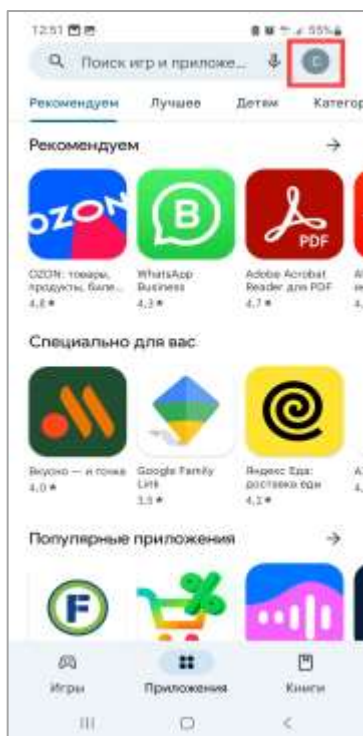 12:51
55%
Поиск игр и приложе...
C
Рекомендуем Лучшее Детям Категор
Рекомендуем
OZON
B
PDF
OZON: товары, продукты, биле...
4,8 ★
WhatsApp Business
4,3 ★
Adobe Acrobat Reader для PDF
4,7 ★
Специально для вас
Вкусно — и точка
4,0 ★
Google Family Link
3,5 ★
Яндекс Еда: доставка еды
4,2 ★
Популярные приложения
F
%
Игры Приложения Книги